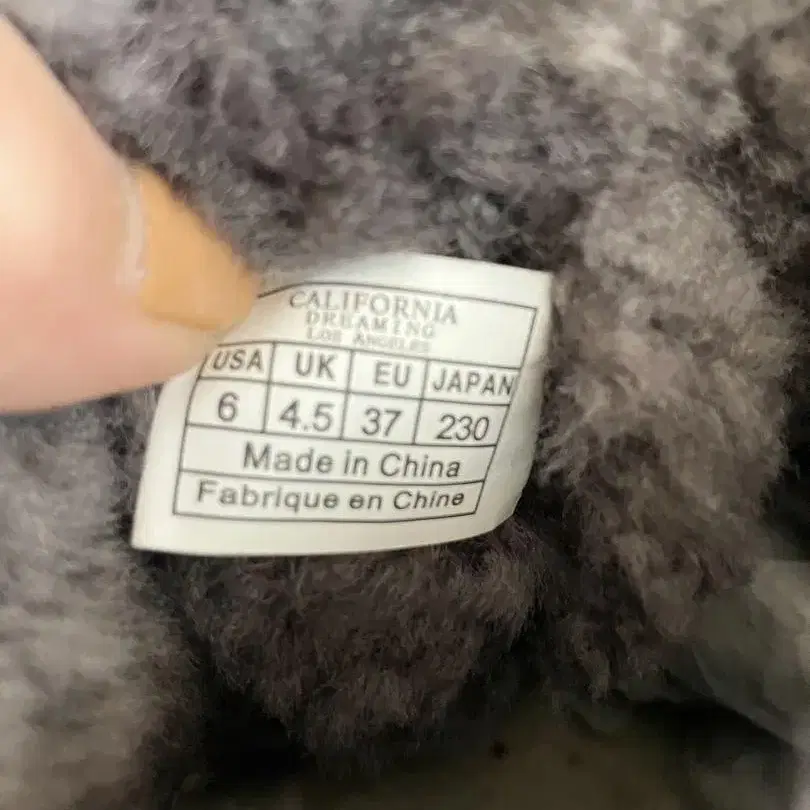 CALIFORNIA
DREAMING
LOS ANGELES
USA UK EU JAPAN
6 4.5 37 230
Made in China
Fabrique en Chine